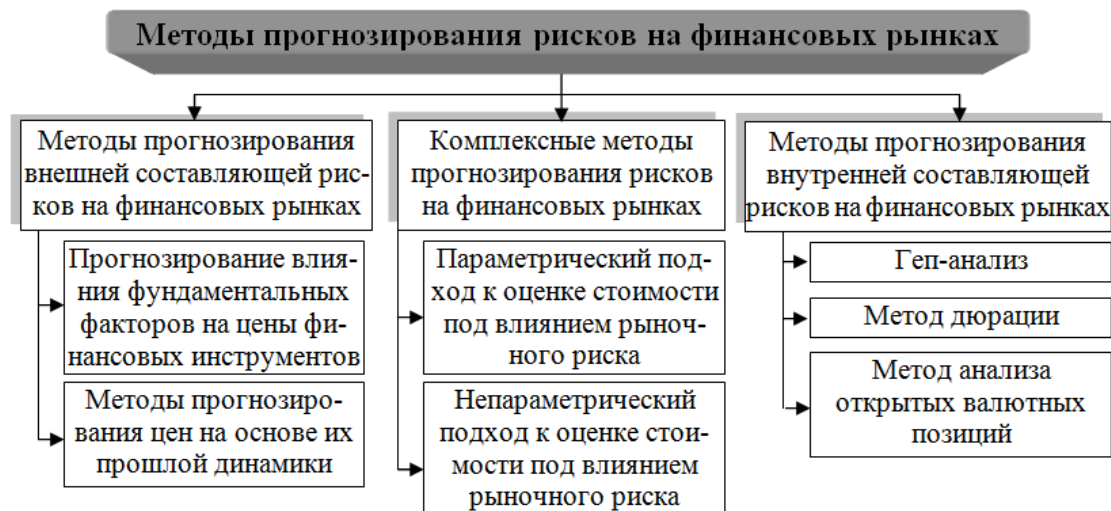 Методы прогнозирования рисков на финансовых рынках
Методы прогнозирования
внешней составляющей рис-
ков на финансовых рынках
Прогнозирование влия-
ния фундаментальных
факторов на цены фи-
нансовых инструментов
Методы прогнозиро-
вания цен на основе их
прошлой динамики
Комплексные методы
прогнозирования рисков
на финансовых рынках
Параметрический под-
ход к оценке стоимости
под влиянием рыноч-
ного риска
Непараметрический
подход к оценке стои-
мости под влиянием
рыночного риска
Методы прогнозирования
внутренней составляющей
рисков на финансовых рынках
Геп-анализ
Метод дюрации
Метод анализа
открытых валютных
позиций